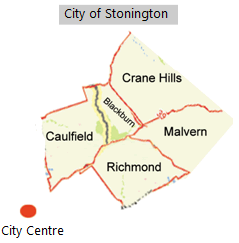 City of Stonington
Crane Hills
Blackburn
Caulfield
Malvern
Richmond
City Centre